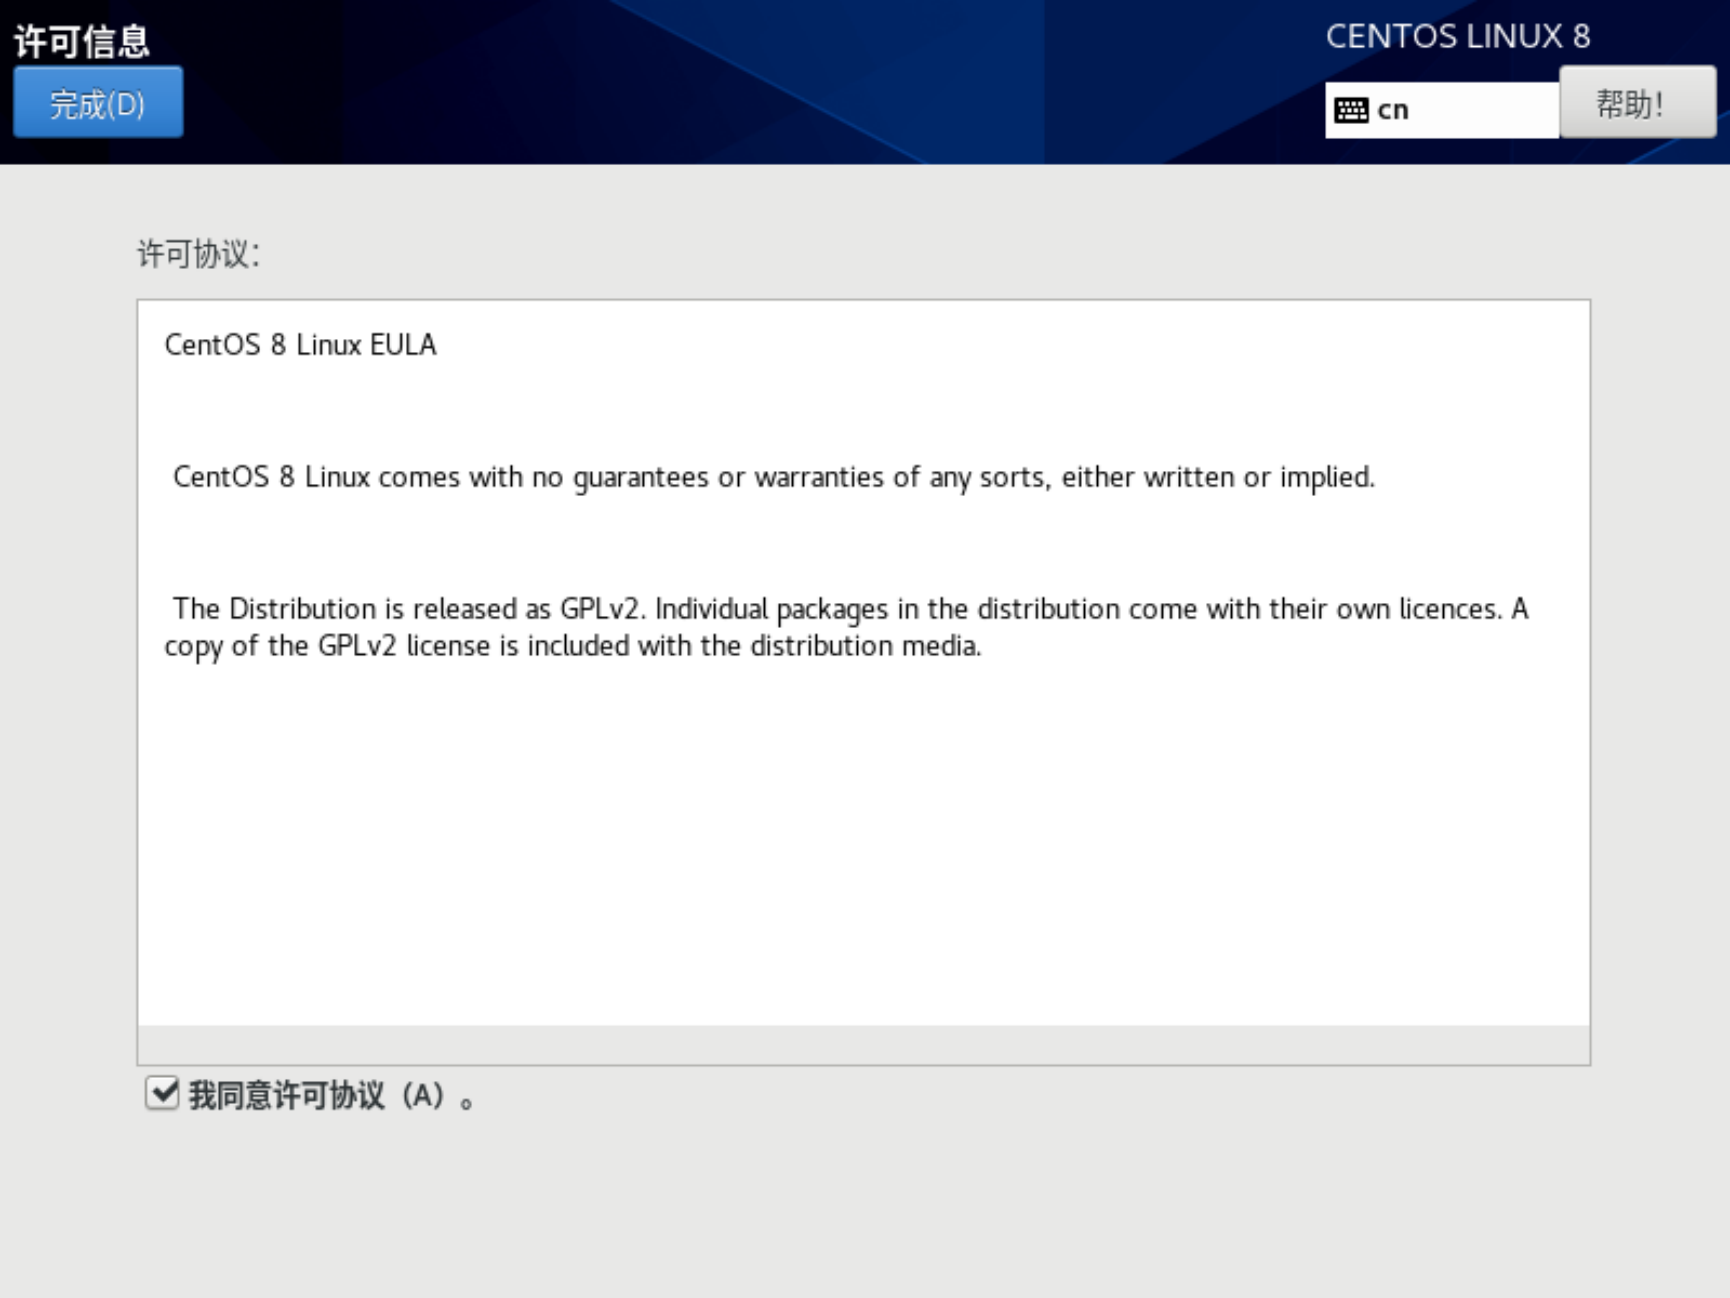 许可信息
CENTOS LINUX 8
完成(D)
cn
帮助!
许可协议：
CentOS 8 Linux EULA
CentOS 8 Linux comes with no guarantees or warranties of any sorts, either written or implied.
The Distribution is released as GPLv2. Individual packages in the distribution come with their own licences. A
copy of the GPLv2 license is included with the distribution media.
我同意许可协议（A）。